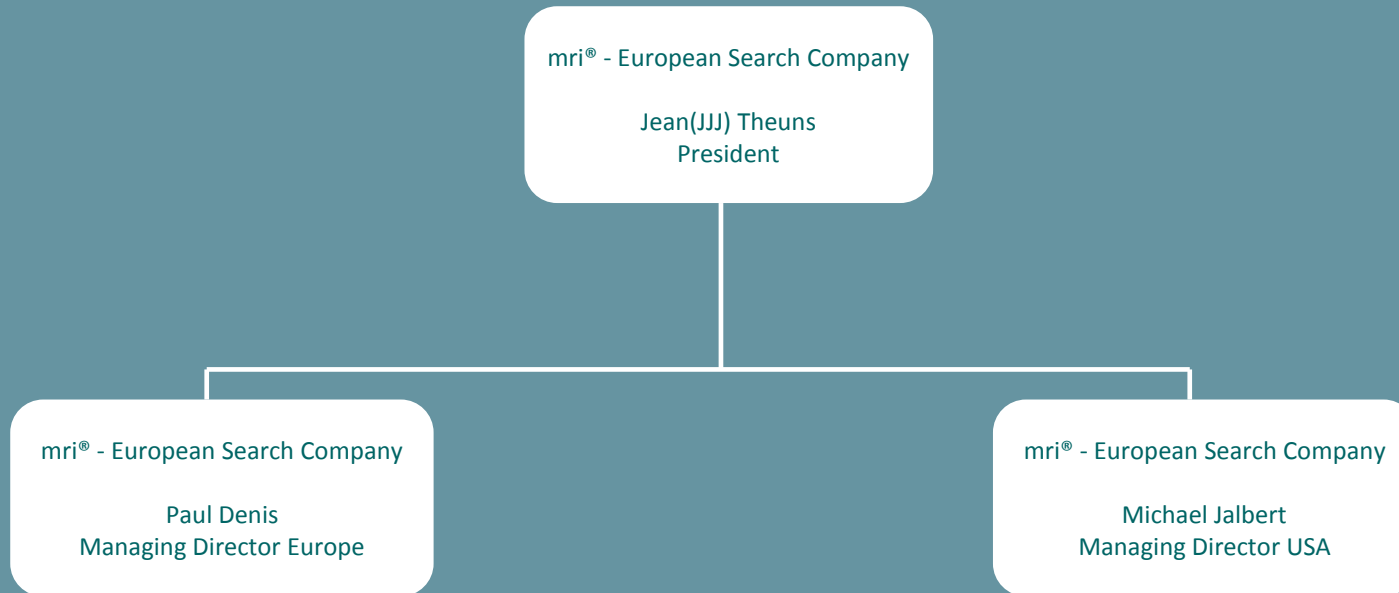 mri® - European Search Company
Jean(JJJ) Theuns
President
mri® - European Search Company
Paul Denis
Managing Director Europe
mri® - European Search Company
Michael Jalbert
Managing Director USA